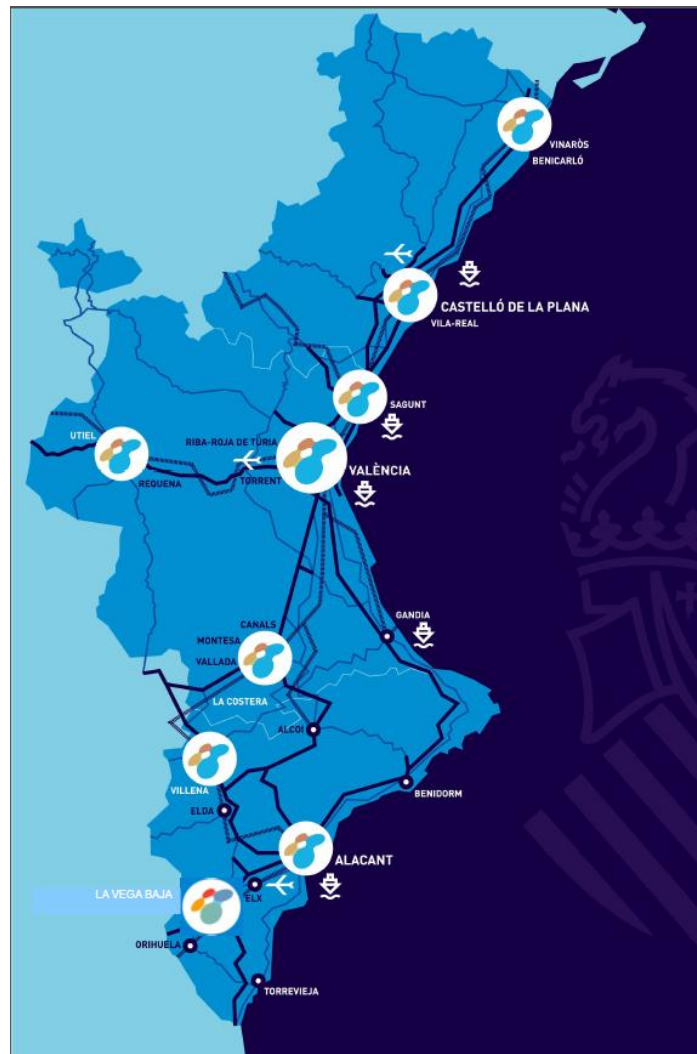 VINARÒS
BENICARLÓ
CASTELLÓ DE LA PLANA
VILA-REAL
SAGUNT
UTIEL
RIBA-ROJA DE TÚRIA
VALÈNCIA
REQUENA
TORRENT
GANDIA
CANALS
MONTESA
VALLADA
LA COSTERA
ALCOI
VILLENA
BENIDORM
ELDA
ALACANT
LA VEGA BAJA
ELX
ORIHUELA
TORREVIEJA